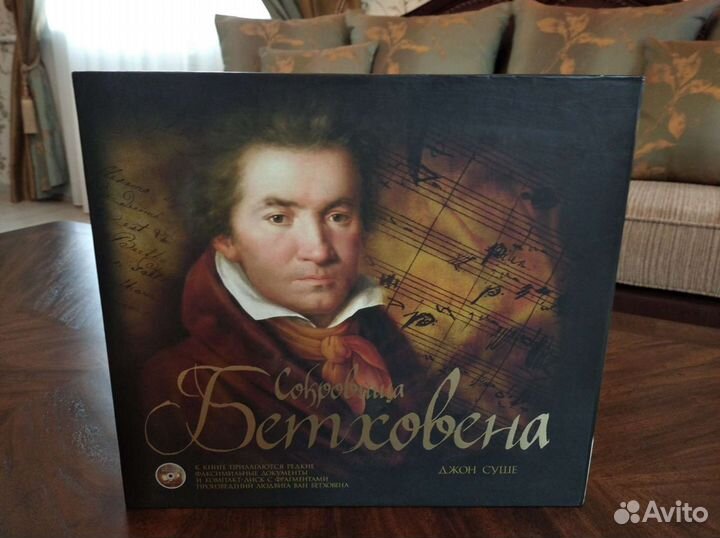 Сокровища
Бетховена
ДЖОН СУШЕ
К КНИГЕ ПРИЛАГАЮТСЯ РЕДКИЕ
ФАКСИМИЛЬНЫЕ ДОКУМЕНТЫ
И КОМПАКТ-ДИСК С ФРАГМЕНТАМИ
ПРОИЗВЕДЕНИЙ ЛЮДВИГА ВАН БЕТХОВЕНА
Avito